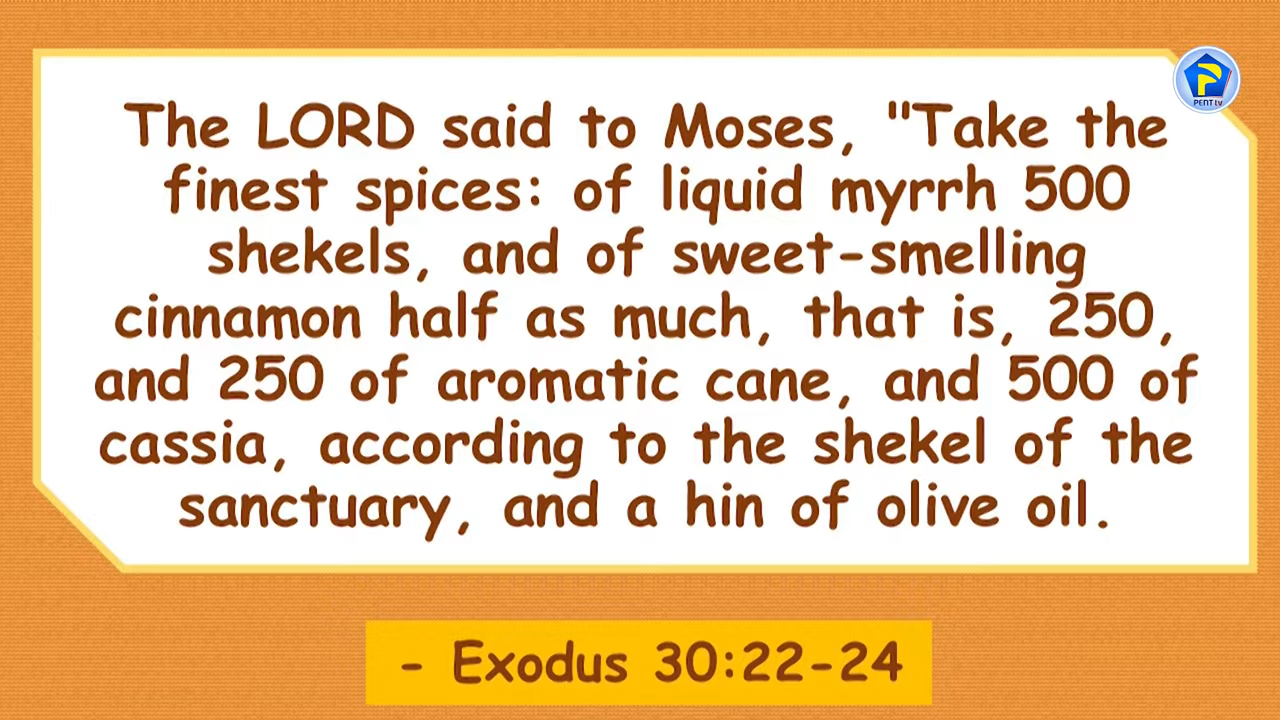 The LORD said to Moses, "Take the
finest spices: of liquid myrrh 500
shekels, and of sweet-smelling
cinnamon half as much, that is, 250,
and 250 of aromatic cane, and 500 of
cassia, according to the shekel of the
sanctuary, and a hin of olive oil.
- Exodus 30:22-24
P
PENT tv